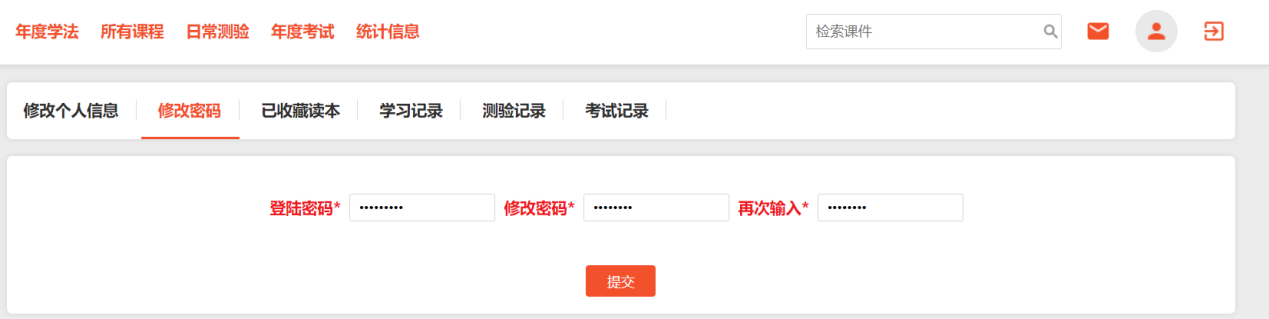 年度学法 所有课程 日常测验 年度考试 统计信息 检索课件
修改个人信息 修改密码 已收藏读本 学习记录 测验记录 考试记录
登陆密码* ········· 修改密码* ········ 再次输入* ········
提交